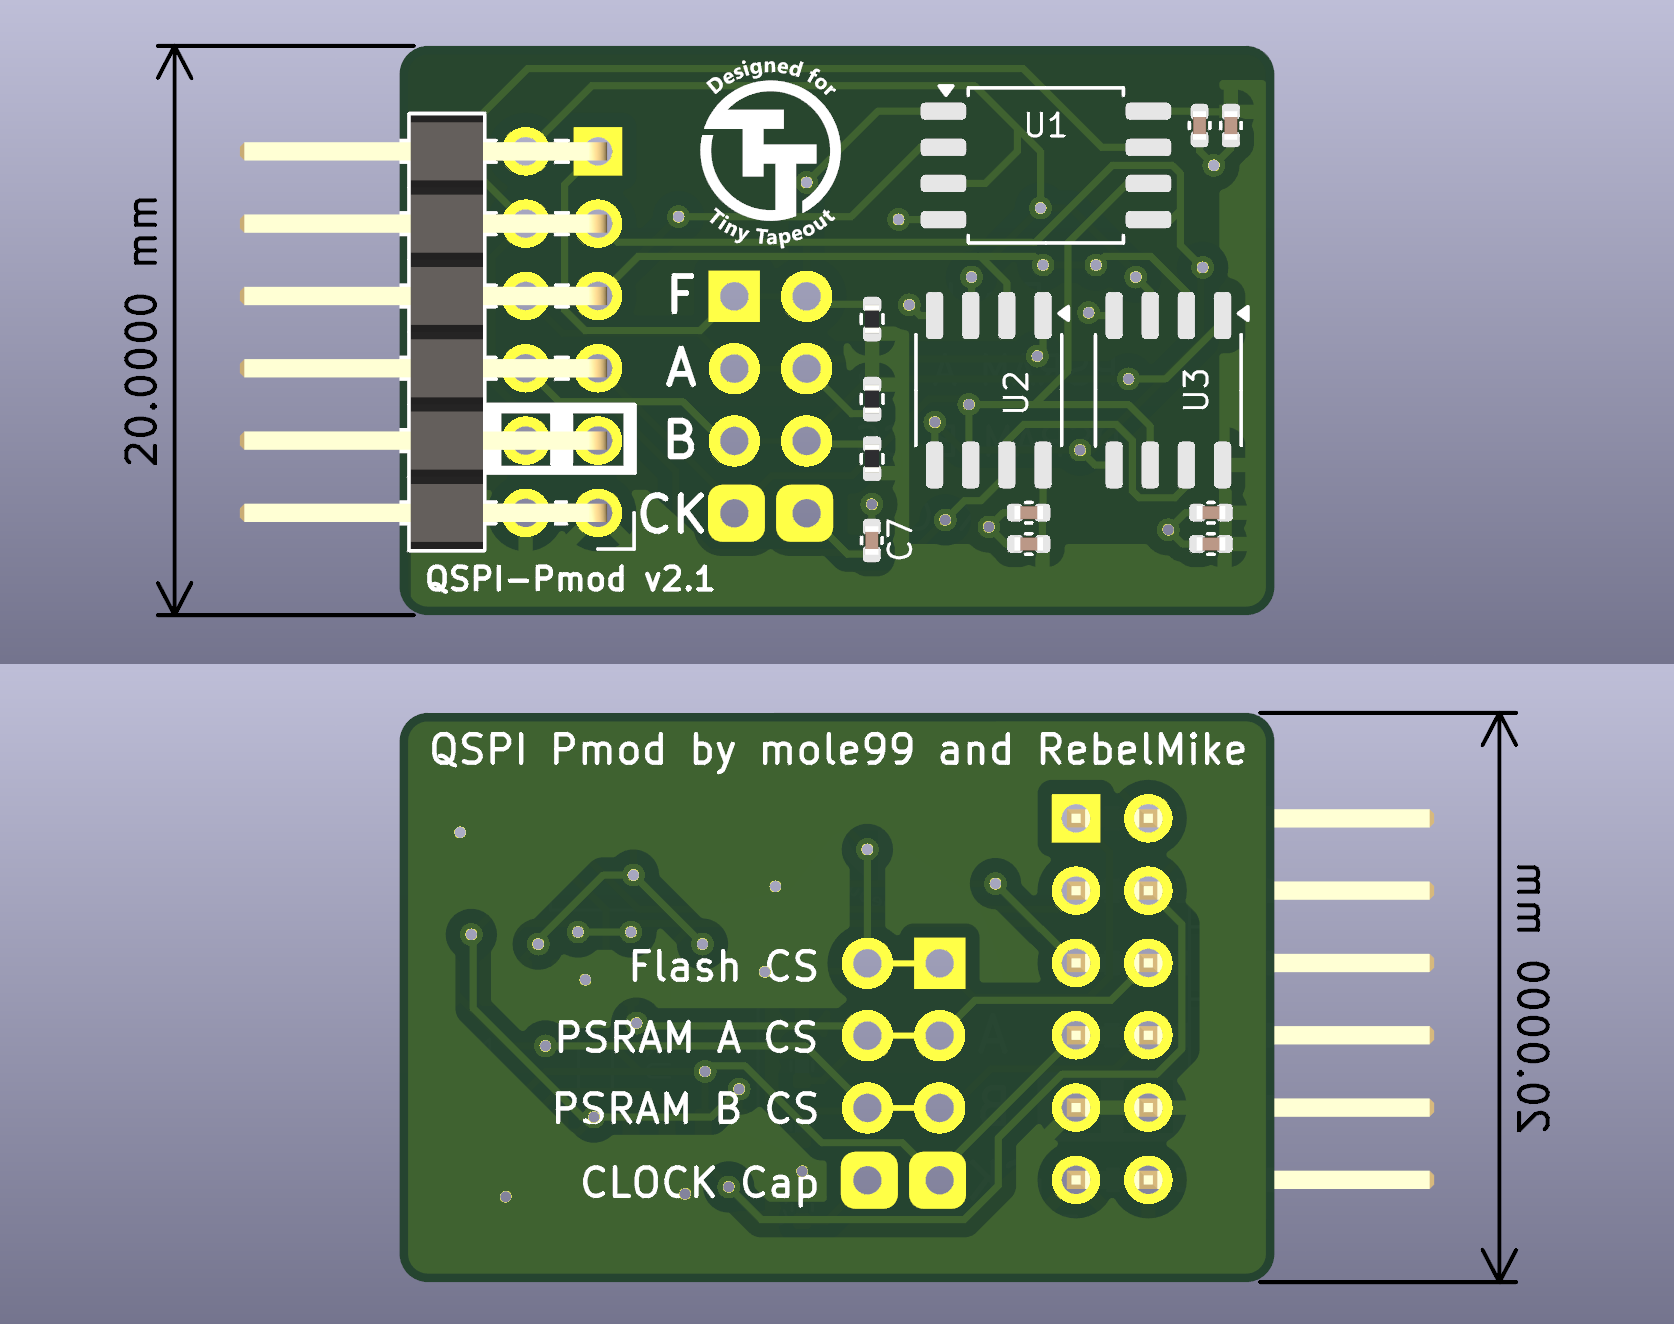 Designed for
Tiny Tapeout
U1
20.0000 mm
F
A
B
CK
U2
U3
C7
QSPI-Pmod v2.1
QSPI Pmod by mole99 and RebelMike
Flash CS
PSRAM A CS
PSRAM B CS
CLOCK Cap
20.0000 mm